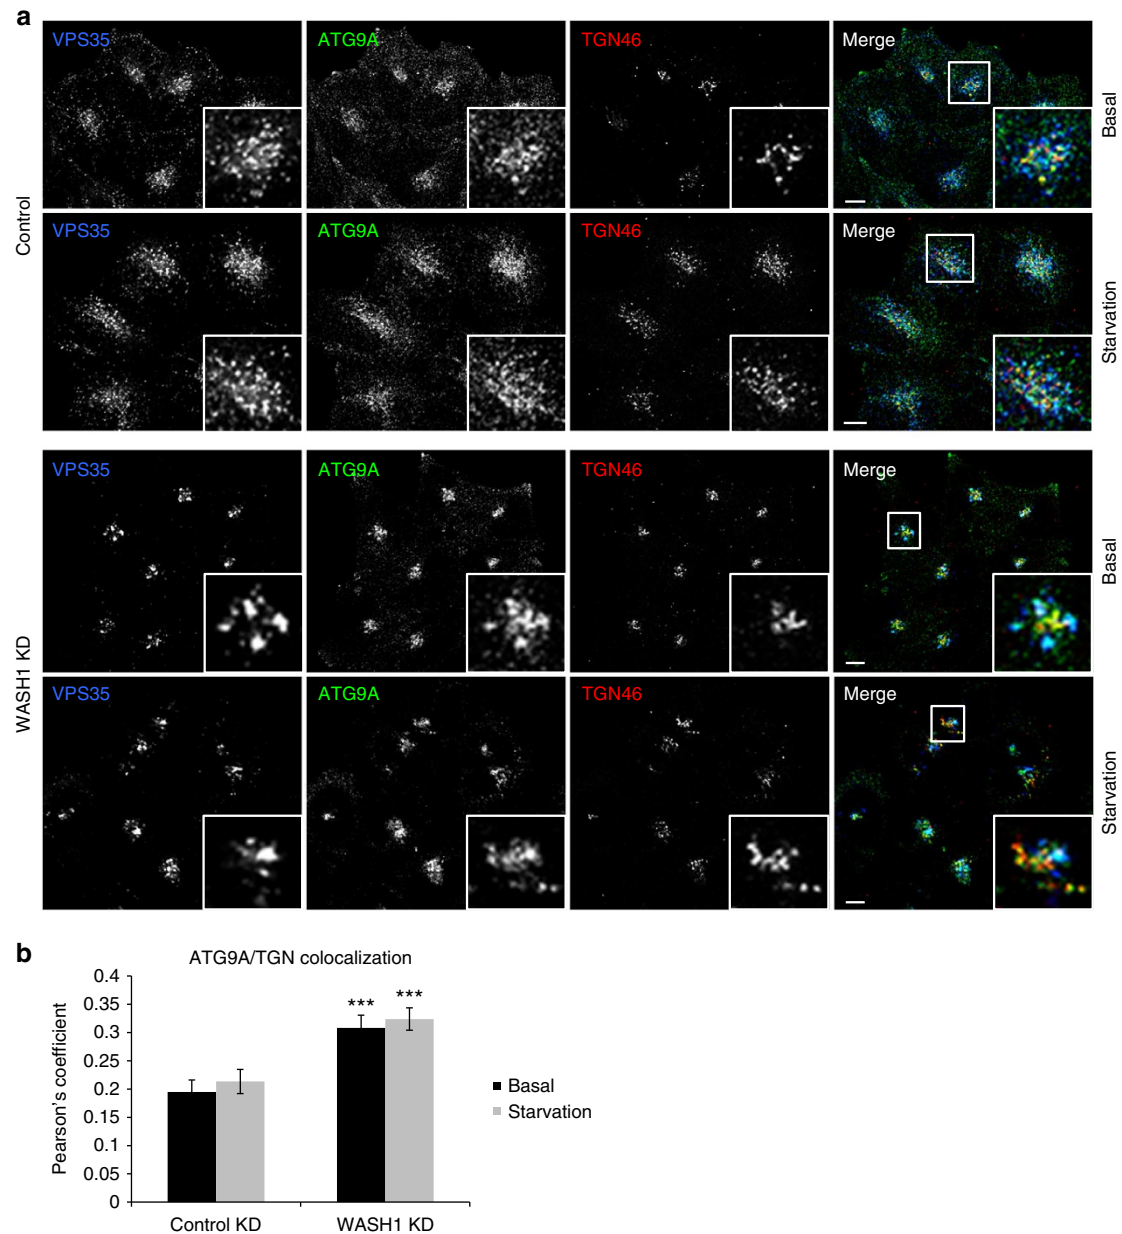 a
VPS35 ATG9A TGN46 Merge
Basal
Control
VPS35 ATG9A TGN46 Merge
Starvation
VPS35 ATG9A TGN46 Merge
Basal
WASH1 KD
VPS35 ATG9A TGN46 Merge
Starvation
b
ATG9A/TGN colocalization
Pearson's coefficient
0.4
0.35
0.3
0.25
0.2
0.15
0.1
0.05
0
*** ***
Basal
Starvation
Control KD WASH1 KD